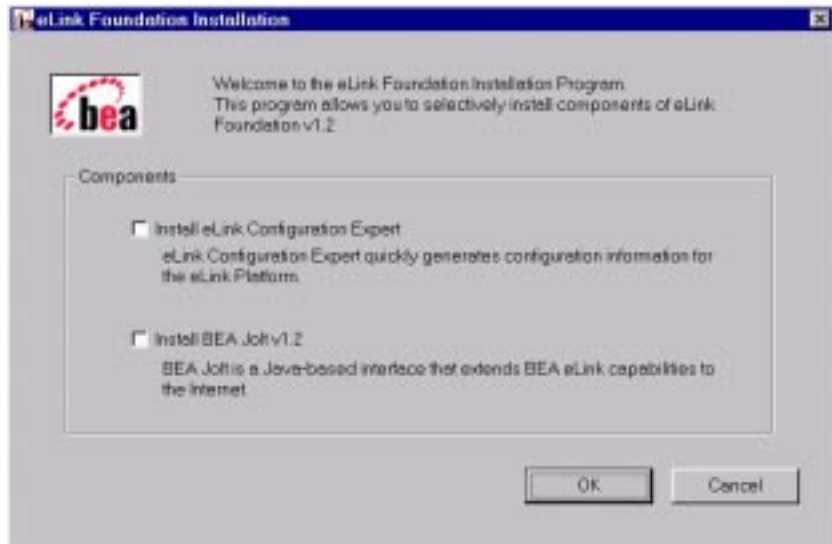 eLink Foundation Installation
bea
Welcome to the eLink Foundation Installation Program.
This program allows you to selectively install components of eLink
Foundation v1.2
Components
Install eLink Configuration Expert
eLink Configuration Expert quickly generates configuration information for
the eLink Platform.
Install BEA Jolt v1.2
BEA Jolt is a Java-based interface that extends BEA eLink capabilities to
the Internet
OK
Cancel